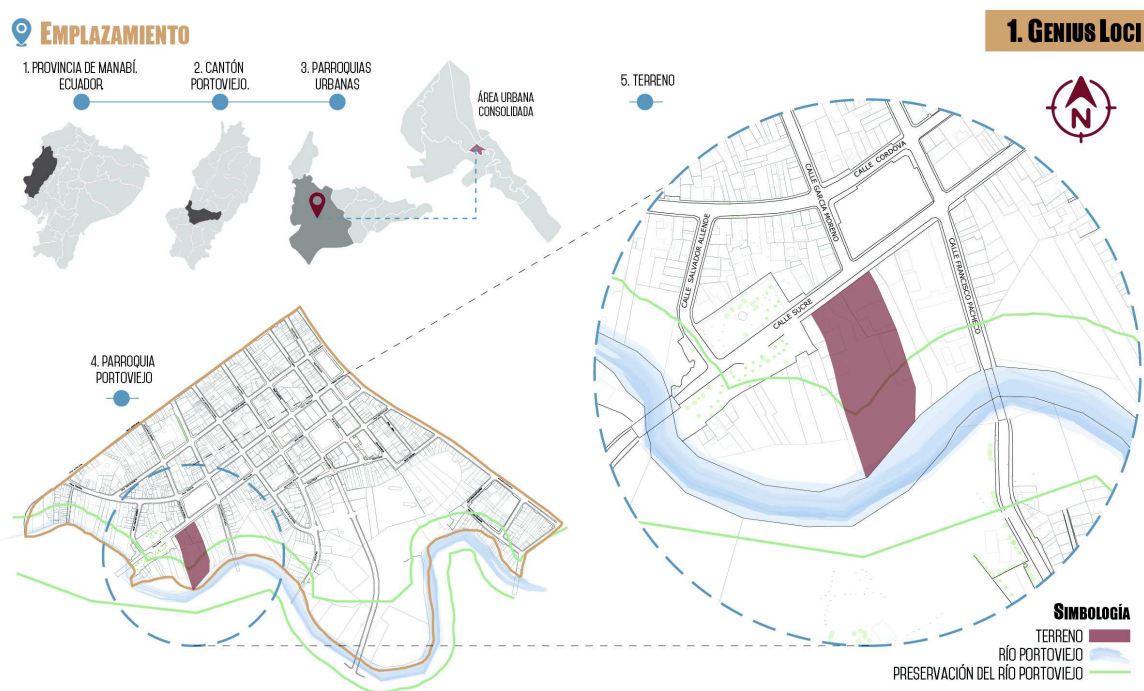 EMPLAZAMIENTO
1. GENIUS LOCI
1. PROVINCIA DE MANABÍ,
ECUADOR.
2. CANTÓN
PORTOVIEJO.
3. PARROQUIAS
URBANAS
ÁREA URBANA
CONSOLIDADA
5. TERRENO
N
CALLE CORDOVA
CALLE GARCIA MORENO
CALLE SALVADOR ALLENDE
CALLE FRANCISCO PACHECO
CALLE SUCRE
4. PARROQUIA
PORTOVIEJO
SIMBOLOGÍA
TERRENO
RÍO PORTOVIEJO
PRESERVACIÓN DEL RÍO PORTOVIEJO